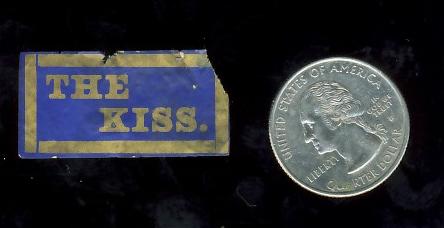 THE
KISS.
UNITED STATES OF AMERICA
LIBERTY
QUARTER DOLLAR